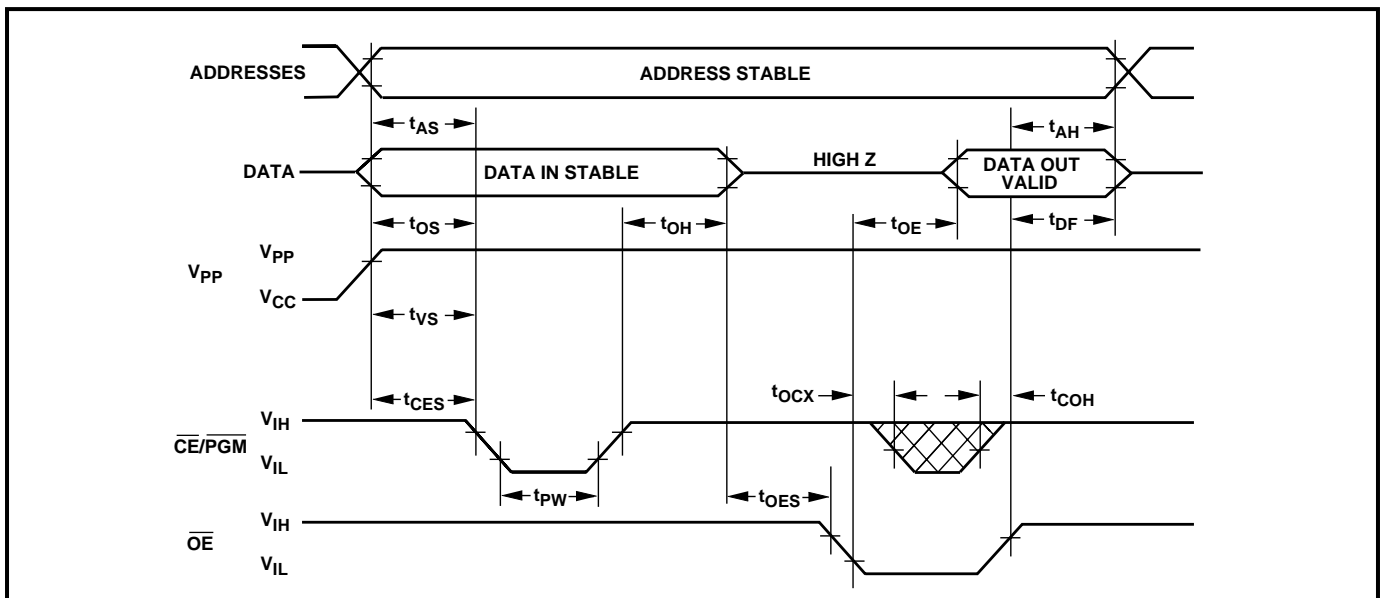 ADDRESSES
ADDRESS STABLE
tAS
tAH
DATA
DATA IN STABLE
HIGH Z
DATA OUT
VALID
tOS
tOH
tOE
tDF
VPP
VPP
VCC
tVS
tCES
tOCX
tCOH
CE/PGM
VIH
VIL
tPW
tOES
OE
VIH
VIL